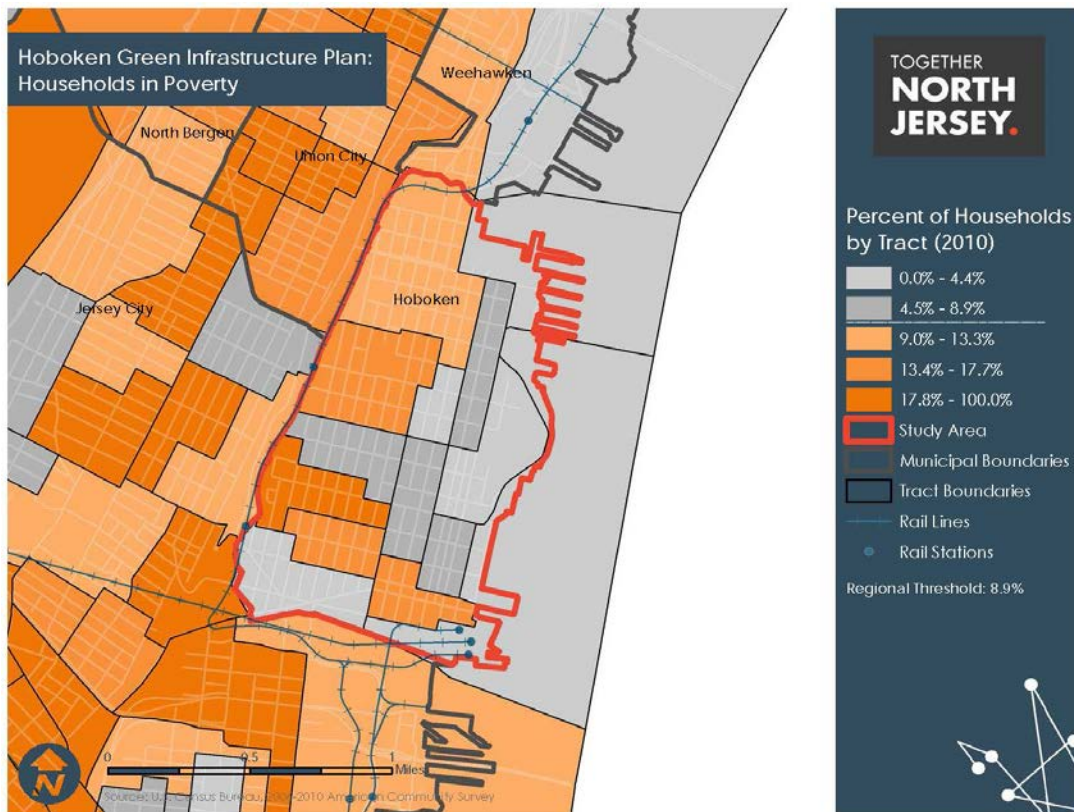 Hoboken Green Infrastructure Plan:
Households in Poverty
Weehawken
North Bergen
Union City
Hoboken
Jersey City
0
0.5
1
Miles
N
Source: U.S. Census Bureau, 2006-2010 American Community Survey
TOGETHER
NORTH
JERSEY.
Percent of Households
by Tract (2010)
0.0% - 4.4%
4.5% - 8.9%
9.0% - 13.3%
13.4% - 17.7%
17.8% - 100.0%
Study Area
Municipal Boundaries
Tract Boundaries
Rail Lines
Rail Stations
Regional Threshold: 8.9%